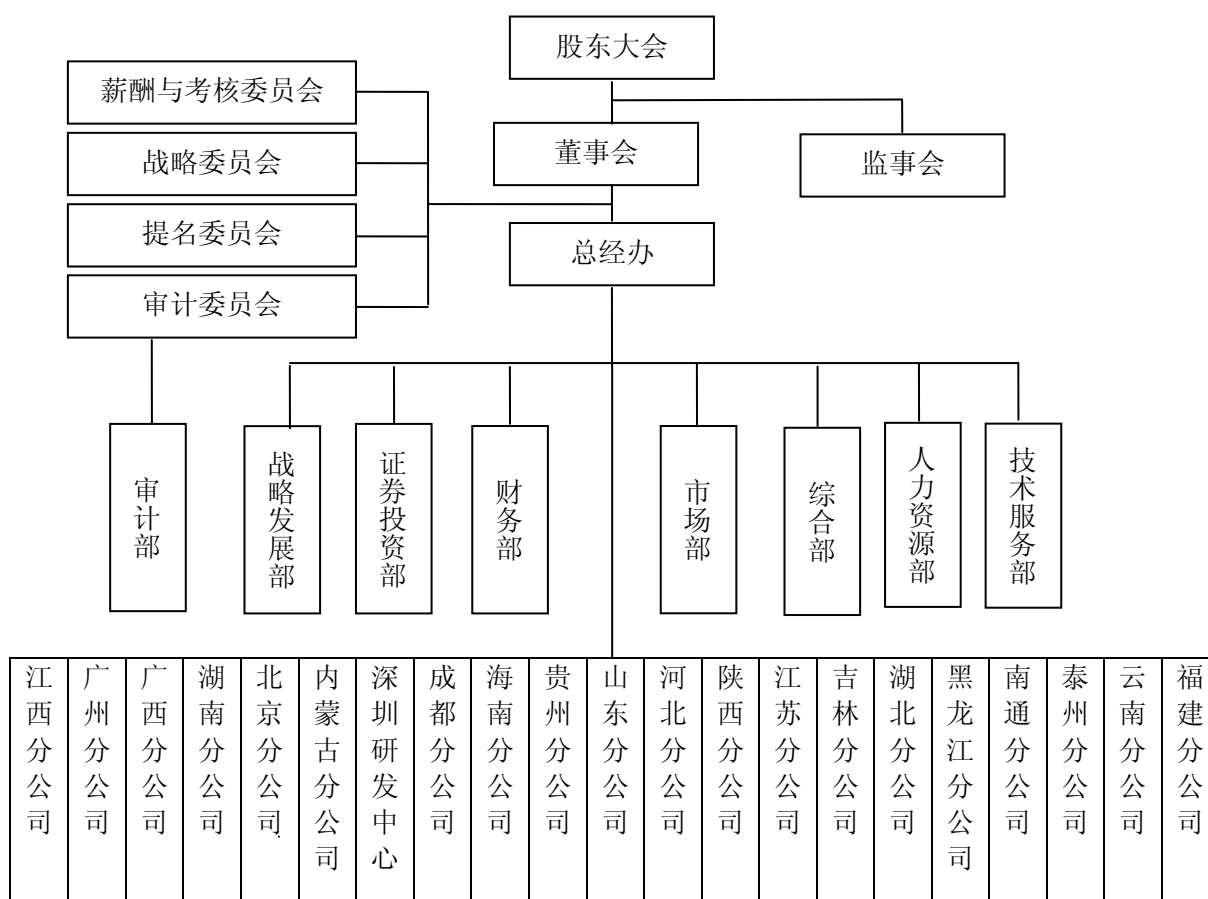 股东大会
薪酬与考核委员会
董事会
战略委员会
监事会
提名委员会
总经办
审计委员会
审计部
战略发展部
证券投资部
财务部
市场部
综合部
人力资源部
技术服务部
江西分公司
广州分公司
广西分公司
湖南分公司
北京分公司
内蒙古分公司
深圳研发中心
成都分公司
海南分公司
贵州分公司
山东分公司
河北分公司
陕西分公司
江苏分公司
吉林分公司
湖北分公司
黑龙江分公司
南通分公司
泰州分公司
云南分公司
福建分公司